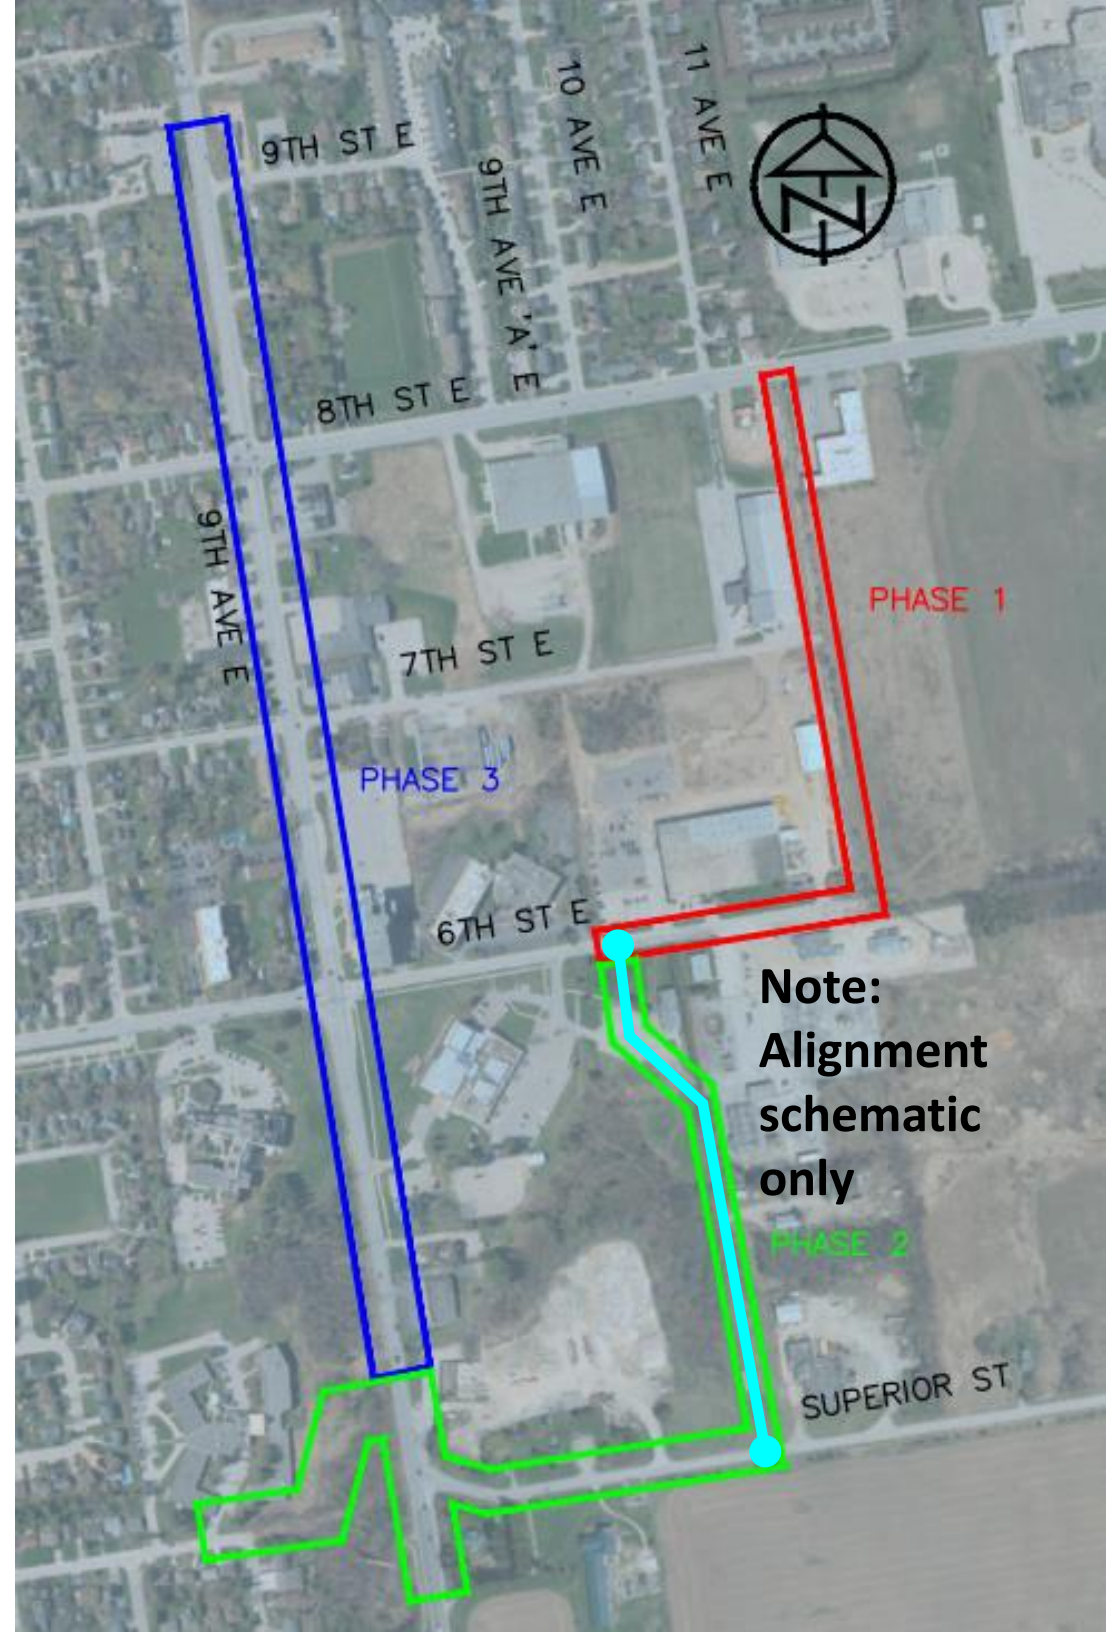 9TH ST E
10 AVE E
11 AVE E
9TH AVE 'A' E
N
8TH ST E
9TH AVE E
PHASE 1
7TH ST E
PHASE 3
6TH ST E
Note:
Alignment
schematic
only
PHASE 2
SUPERIOR ST